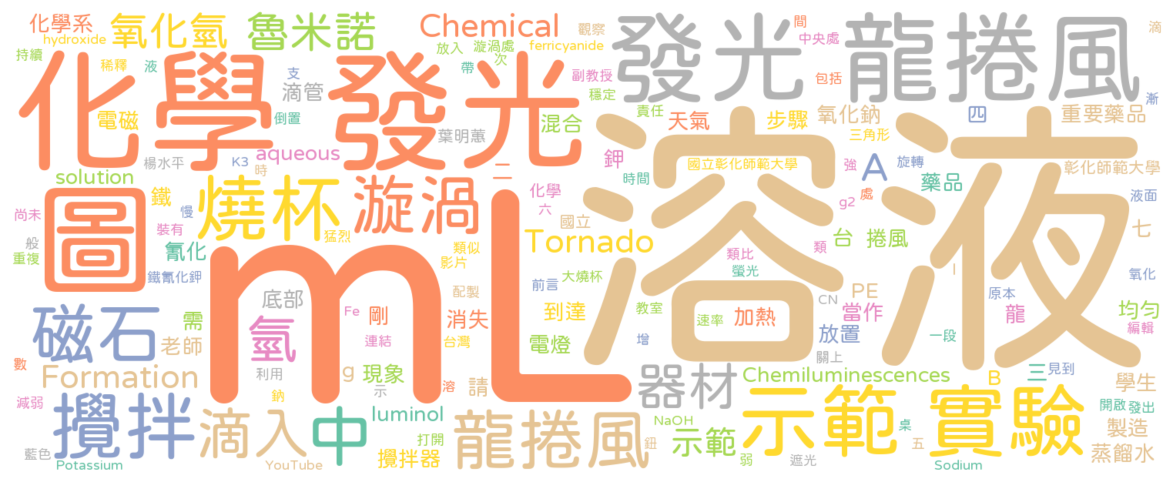 化學系 氧化氫 魯米諾 Chemical 觀察 間 滴
hydroxide 放入 漩渦處 ferricyanide 中央處
持續 稀釋 液 支 帶 次 副教授 包括
化學發光 發光 龍捲風
電磁 滴管 倒置 葉明蕙 混合 穩定 責任 天氣 步驟 氧化鈉 四 重要藥品 漸
楊水平 K3 aqueous 鉀 國立彰化師範大學 三角形 強 A 旋轉 彰化師範大學
solution 時 二 化學 時間 處 藥品 液面
圖 鐵 燒杯 漩渦 六 國立 g2 七
尚未 慢 裝有 猛烈 Tornado 類 台 捲風
般 重複 氰化 類似 影片 類比 螢光
鐵氰化鉀 mL 溶液 前言 大燒杯 CN PE 原本 氧化
底部 Fe 剛 配製 到達 教室 速率 加熱 當作 龍 均勻
磁石 需 氫 連結 消失 台灣 電燈 增 放置 一段 編輯
數 老師 利用 關上 三 見到
Formation g 現象 示 溶 請 器材 Chemiluminescences B 學生
減弱 鈉 luminol 示範 實驗 開啟 發出
攪拌 滴入 中 打開 龍捲風 NaOH 示範 桌 製造
藍色 攪拌器 鈕 弱 遮光 五 蒸餾水
Potassium YouTube Sodium